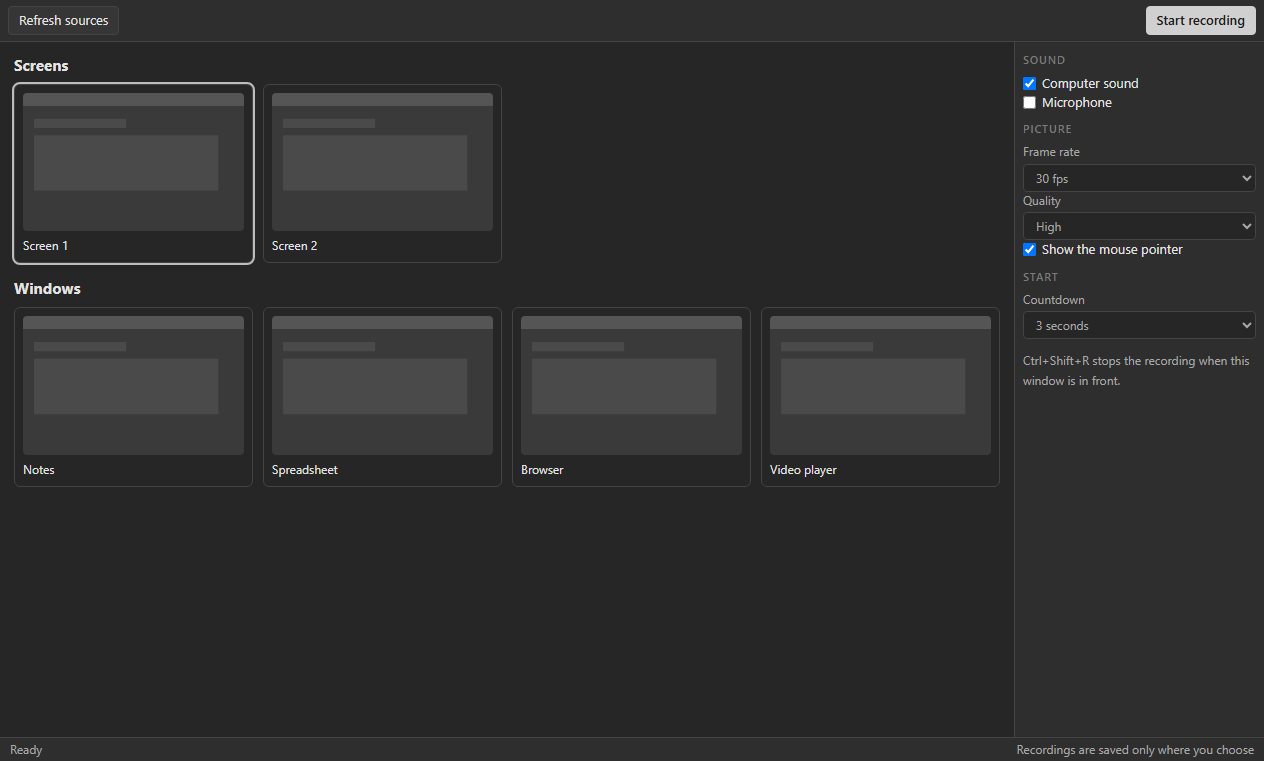 Refresh sources
Start recording
Screens
Screen 1
Screen 2
Windows
Notes
Spreadsheet
Browser
Video player
SOUND
Computer sound
Microphone
PICTURE
Frame rate
30 fps
Quality
High
Show the mouse pointer
START
Countdown
3 seconds
Ctrl+Shift+R stops the recording when this
window is in front.
Ready
Recordings are saved only where you choose